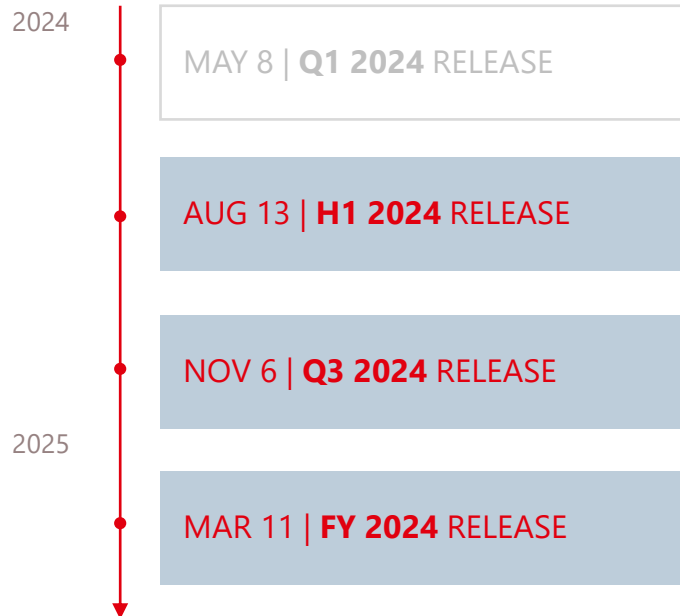 2024
MAY 8 | Q1 2024 RELEASE
AUG 13 | H1 2024 RELEASE
NOV 6 | Q3 2024 RELEASE
2025
MAR 11 | FY 2024 RELEASE